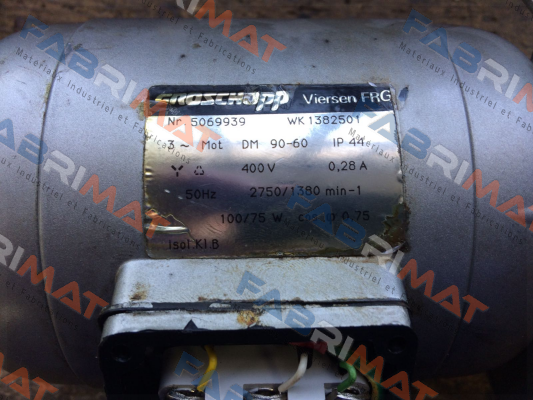 GROSCHOPP Viersen FRG
Nr. 5069939 WK 1382501
3 ~ Mot DM 90-60 IP 44
400 V 0,28 A
50Hz 2750/1380 min-1
100/75 W, cos φ 0,75
Isol.Kl.B
FABRIMAT
Matériaux Industriel et Fabrications